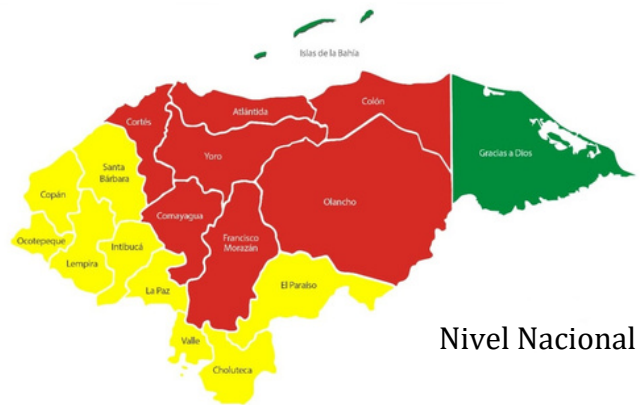 Islas de la Bahía
Colón
Atlántida
Cortés
Yoro
Gracias a Dios
Santa
Bárbara
Copán
Olancho
Comayagua
Ocotepeque
Intibucá
Francisco
Morazán
Lempira
La Paz
El Paraíso
Valle
Choluteca
Nivel Nacional